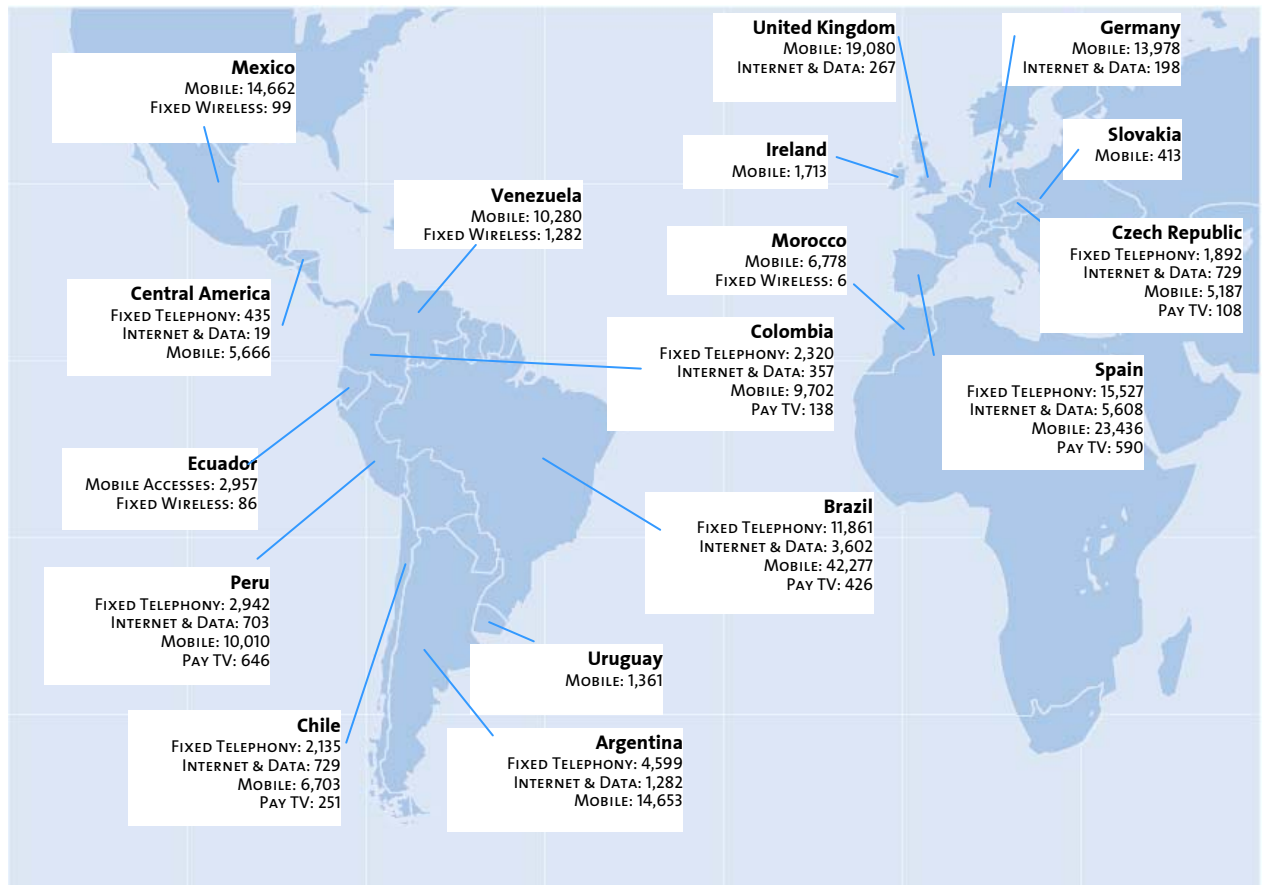 Mexico
Mobile: 14,662
Fixed Wireless: 99
United Kingdom
Mobile: 19,080
Internet & Data: 267
Germany
Mobile: 13,978
Internet & Data: 198
Ireland
Mobile: 1,713
Slovakia
Mobile: 413
Venezuela
Mobile: 10,280
Fixed Wireless: 1,282
Morocco
Mobile: 6,778
Fixed Wireless: 6
Czech Republic
Fixed Telephony: 1,892
Internet & Data: 729
Mobile: 5,187
Pay TV: 108
Central America
Fixed Telephony: 435
Internet & Data: 19
Mobile: 5,666
Colombia
Fixed Telephony: 2,320
Internet & Data: 357
Mobile: 9,702
Pay TV: 138
Spain
Fixed Telephony: 15,527
Internet & Data: 5,608
Mobile: 23,436
Pay TV: 590
Ecuador
Mobile Accesses: 2,957
Fixed Wireless: 86
Brazil
Fixed Telephony: 11,861
Internet & Data: 3,602
Mobile: 42,277
Pay TV: 426
Peru
Fixed Telephony: 2,942
Internet & Data: 703
Mobile: 10,010
Pay TV: 646
Uruguay
Mobile: 1,361
Chile
Fixed Telephony: 2,135
Internet & Data: 729
Mobile: 6,703
Pay TV: 251
Argentina
Fixed Telephony: 4,599
Internet & Data: 1,282
Mobile: 14,653